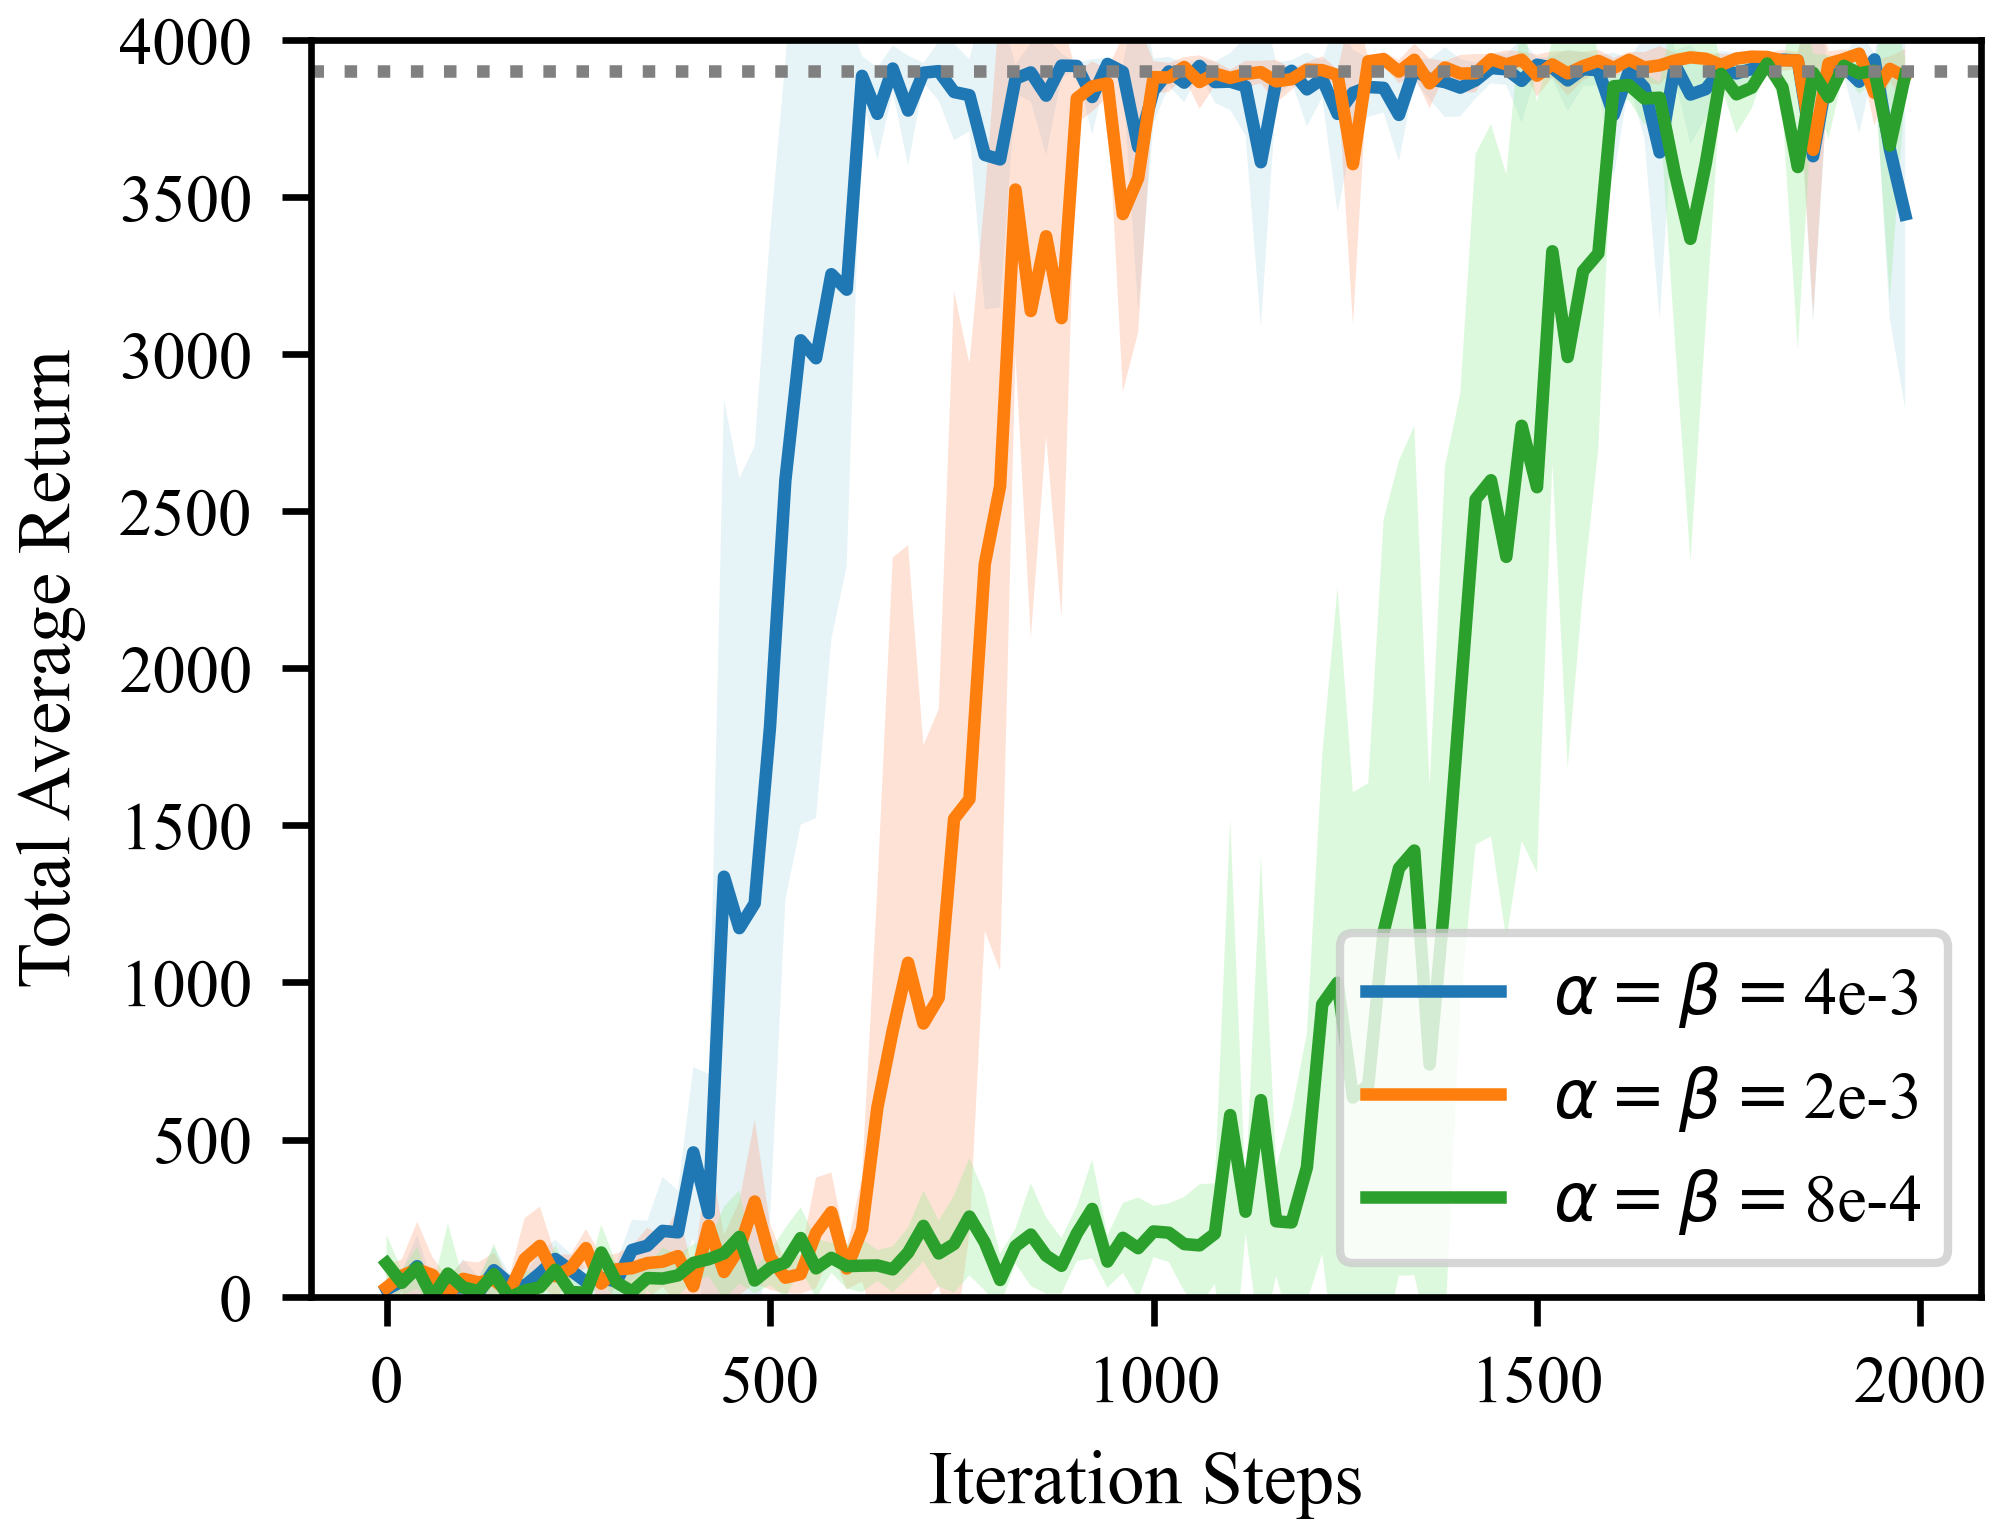 4000
3500
3000
2500
2000
1500
1000
500
0
Total Average Return
α = β = 4e-3
α = β = 2e-3
α = β = 8e-4
0 500 1000 1500 2000
Iteration Steps